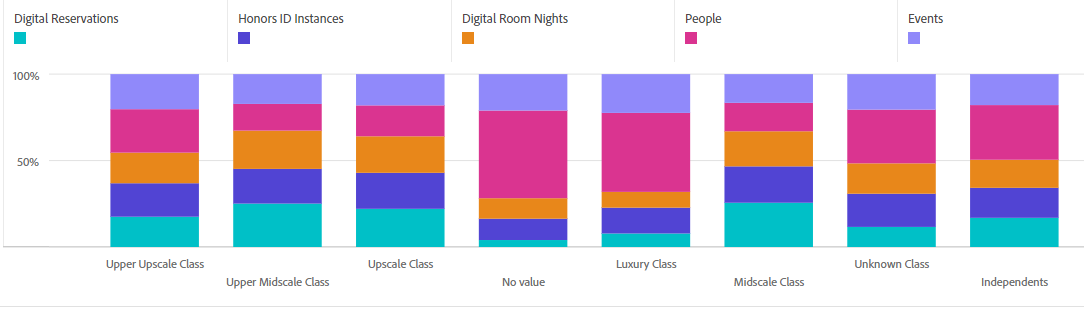 Digital Reservations
Honors ID Instances
Digital Room Nights
People
Events
100%
50%
Upper Upscale Class
Upper Midscale Class
Upscale Class
No value
Luxury Class
Midscale Class
Unknown Class
Independents